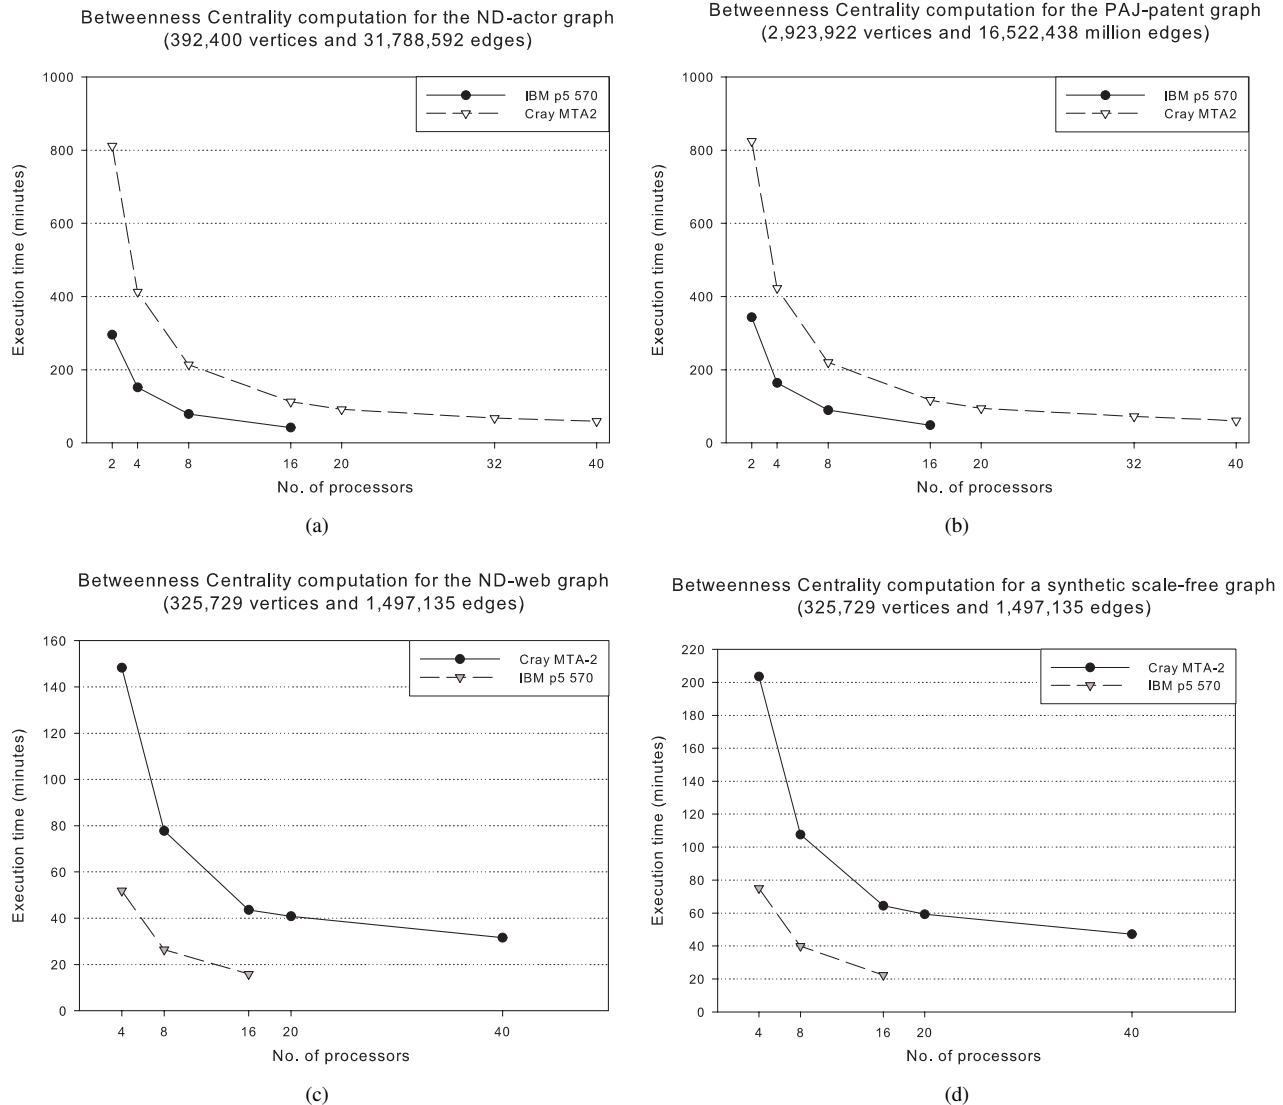 Betweenness Centrality computation for the ND-actor graph
(392,400 vertices and 31,788,592 edges)
1000
800
600
400
200
0
Execution time (minutes)
IBM p5 570
Cray MTA2
2 4 8 16 20 32 40
No. of processors
(a)
Betweenness Centrality computation for the PAJ-patent graph
(2,923,922 vertices and 16,522,438 million edges)
1000
800
600
400
200
0
Execution time (minutes)
IBM p5 570
Cray MTA2
2 4 8 16 20 32 40
No. of processors
(b)
Betweenness Centrality computation for the ND-web graph
(325,729 vertices and 1,497,135 edges)
160
140
120
100
80
60
40
20
0
Execution time (minutes)
Cray MTA-2
IBM p5 570
4 8 16 20 40
No. of processors
(c)
Betweenness Centrality computation for a synthetic scale-free graph
(325,729 vertices and 1,497,135 edges)
220
200
180
160
140
120
100
80
60
40
20
0
Execution time (minutes)
Cray MTA-2
IBM p5 570
4 8 16 20 40
No. of processors
(d)